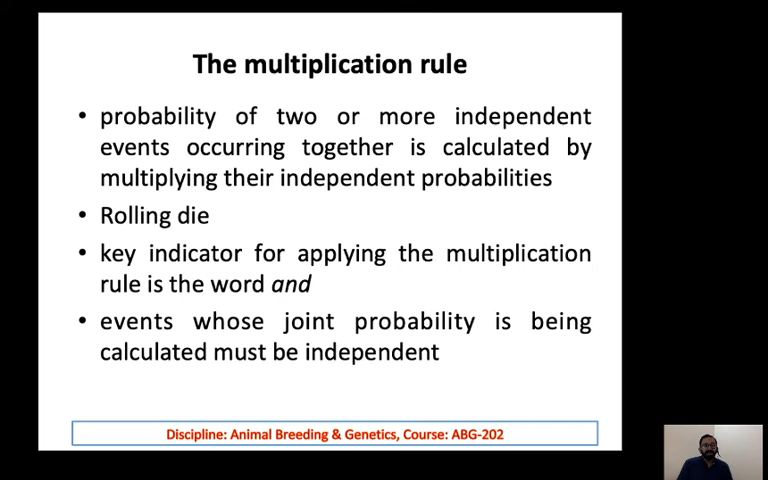 The multiplication rule
• probability of two or more independent
events occurring together is calculated by
multiplying their independent probabilities
• Rolling die
• key indicator for applying the multiplication
rule is the word and
• events whose joint probability is being
calculated must be independent
Discipline: Animal Breeding & Genetics, Course: ABG-202